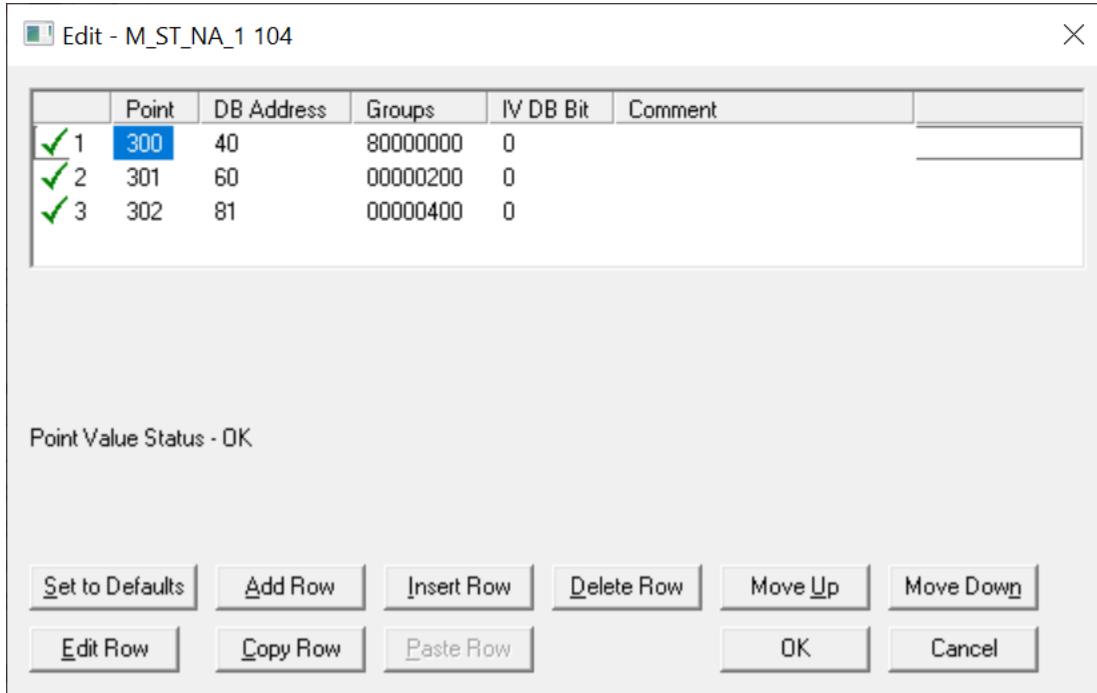 Edit - M_ST_NA_1 104
Point DB Address Groups IV DB Bit Comment
1 300 40 80000000 0
2 301 60 00000200 0
3 302 81 00000400 0
Point Value Status - OK
Set to Defaults Add Row Insert Row Delete Row Move Up Move Down
Edit Row Copy Row Paste Row OK Cancel